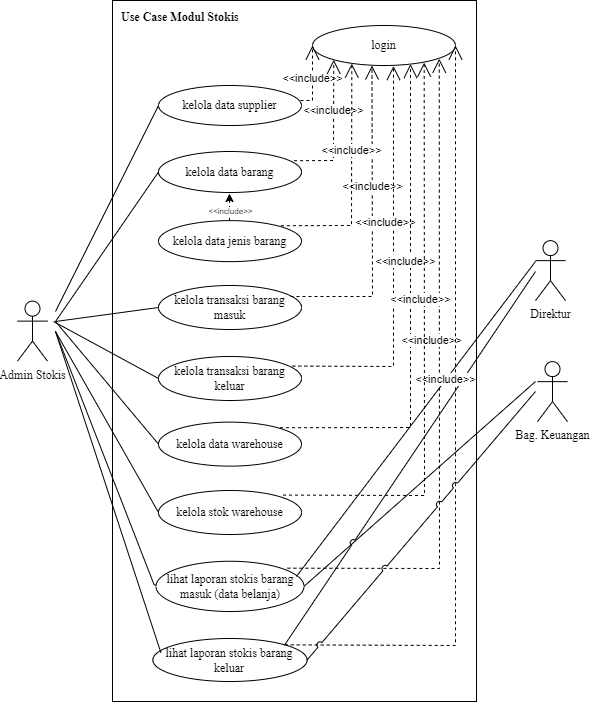 Use Case Modul Stokis
login
<<include>>
kelola data supplier
<<include>>
<<include>>
kelola data barang
<<include>>
<<include>>
<<include>>
kelola data jenis barang
<<include>>
<<include>>
kelola transaksi barang
masuk
Direktur
<<include>>
kelola transaksi barang
keluar
Admin Stokis
<<include>>
Bag. Keuangan
kelola data warehouse
kelola stok warehouse
lihat laporan stokis barang
masuk (data belanja)
lihat laporan stokis barang
keluar